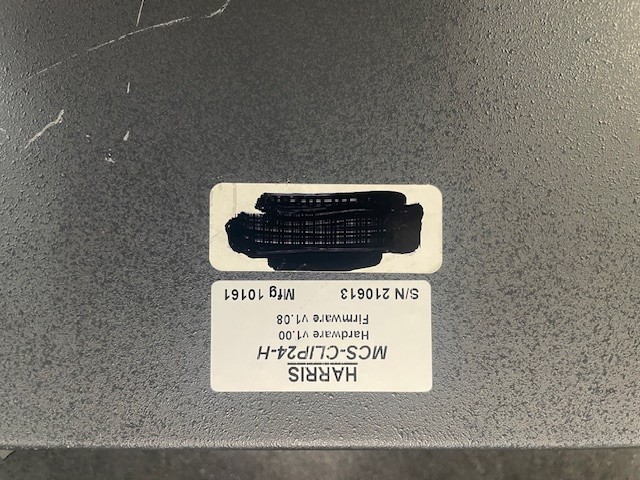 HARRIS
MCS-CLIP24-H
Hardware v1.00
Firmware v1.08
S/N 210613 Mfg 10161